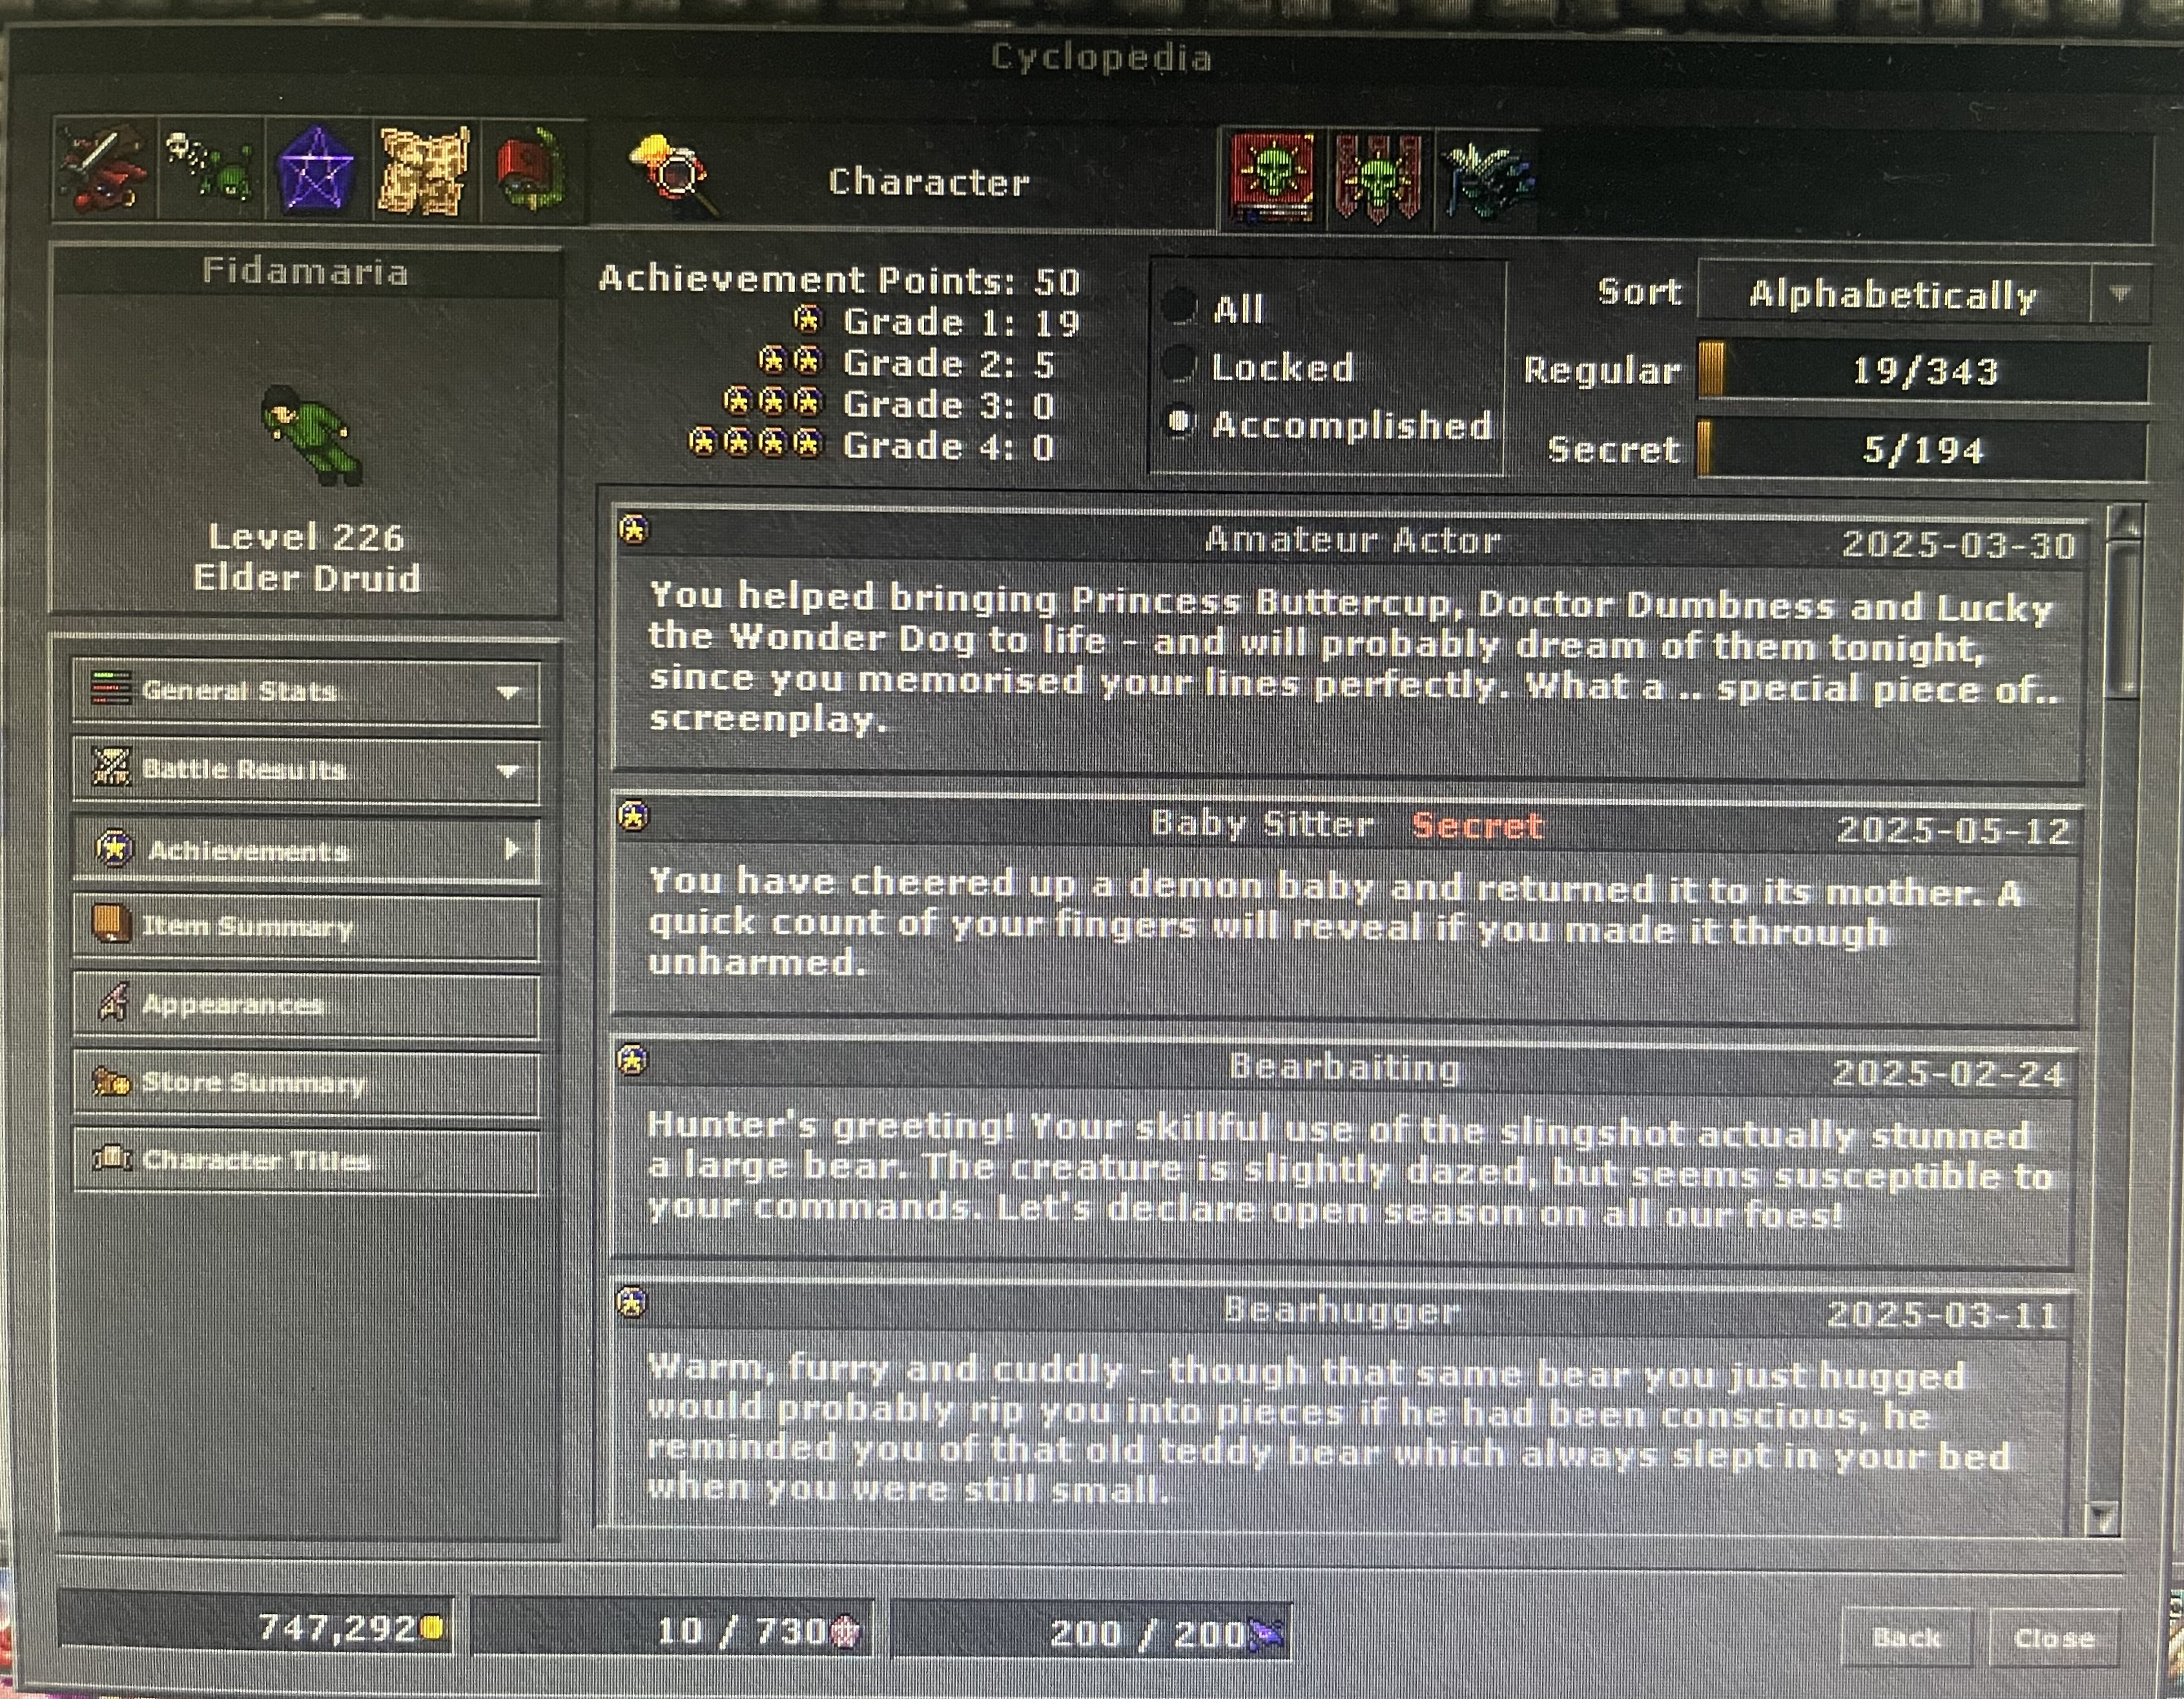 Cyclopedia
Character
Fidamaria
Level 226
Elder Druid
General Stats
Battle Results
Achievements
Item Summary
Appearances
Store Summary
Character Titles
Achievement Points: 50
Grade 1: 19
Grade 2: 5
Grade 3: 0
Grade 4: 0
All
Locked
Accomplished
Sort Alphabetically
Regular 19/343
Secret 5/194
Amateur Actor 2025-03-30
You helped bringing Princess Buttercup, Doctor Dumbness and Lucky
the Wonder Dog to life - and will probably dream of them tonight,
since you memorised your lines perfectly. What a .. special piece of..
screenplay.
Baby Sitter Secret 2025-05-12
You have cheered up a demon baby and returned it to its mother. A
quick count of your fingers will reveal if you made it through
unharmed.
Bearbaiting 2025-02-24
Hunter's greeting! Your skillful use of the slingshot actually stunned
a large bear. The creature is slightly dazed, but seems susceptible to
your commands. Let's declare open season on all our foes!
Bearhugger 2025-03-11
Warm, furry and cuddly - though that same bear you just hugged
would probably rip you into pieces if he had been conscious, he
reminded you of that old teddy bear which always slept in your bed
when you were still small.
747,292
10 / 730
200 / 200
Back
Close